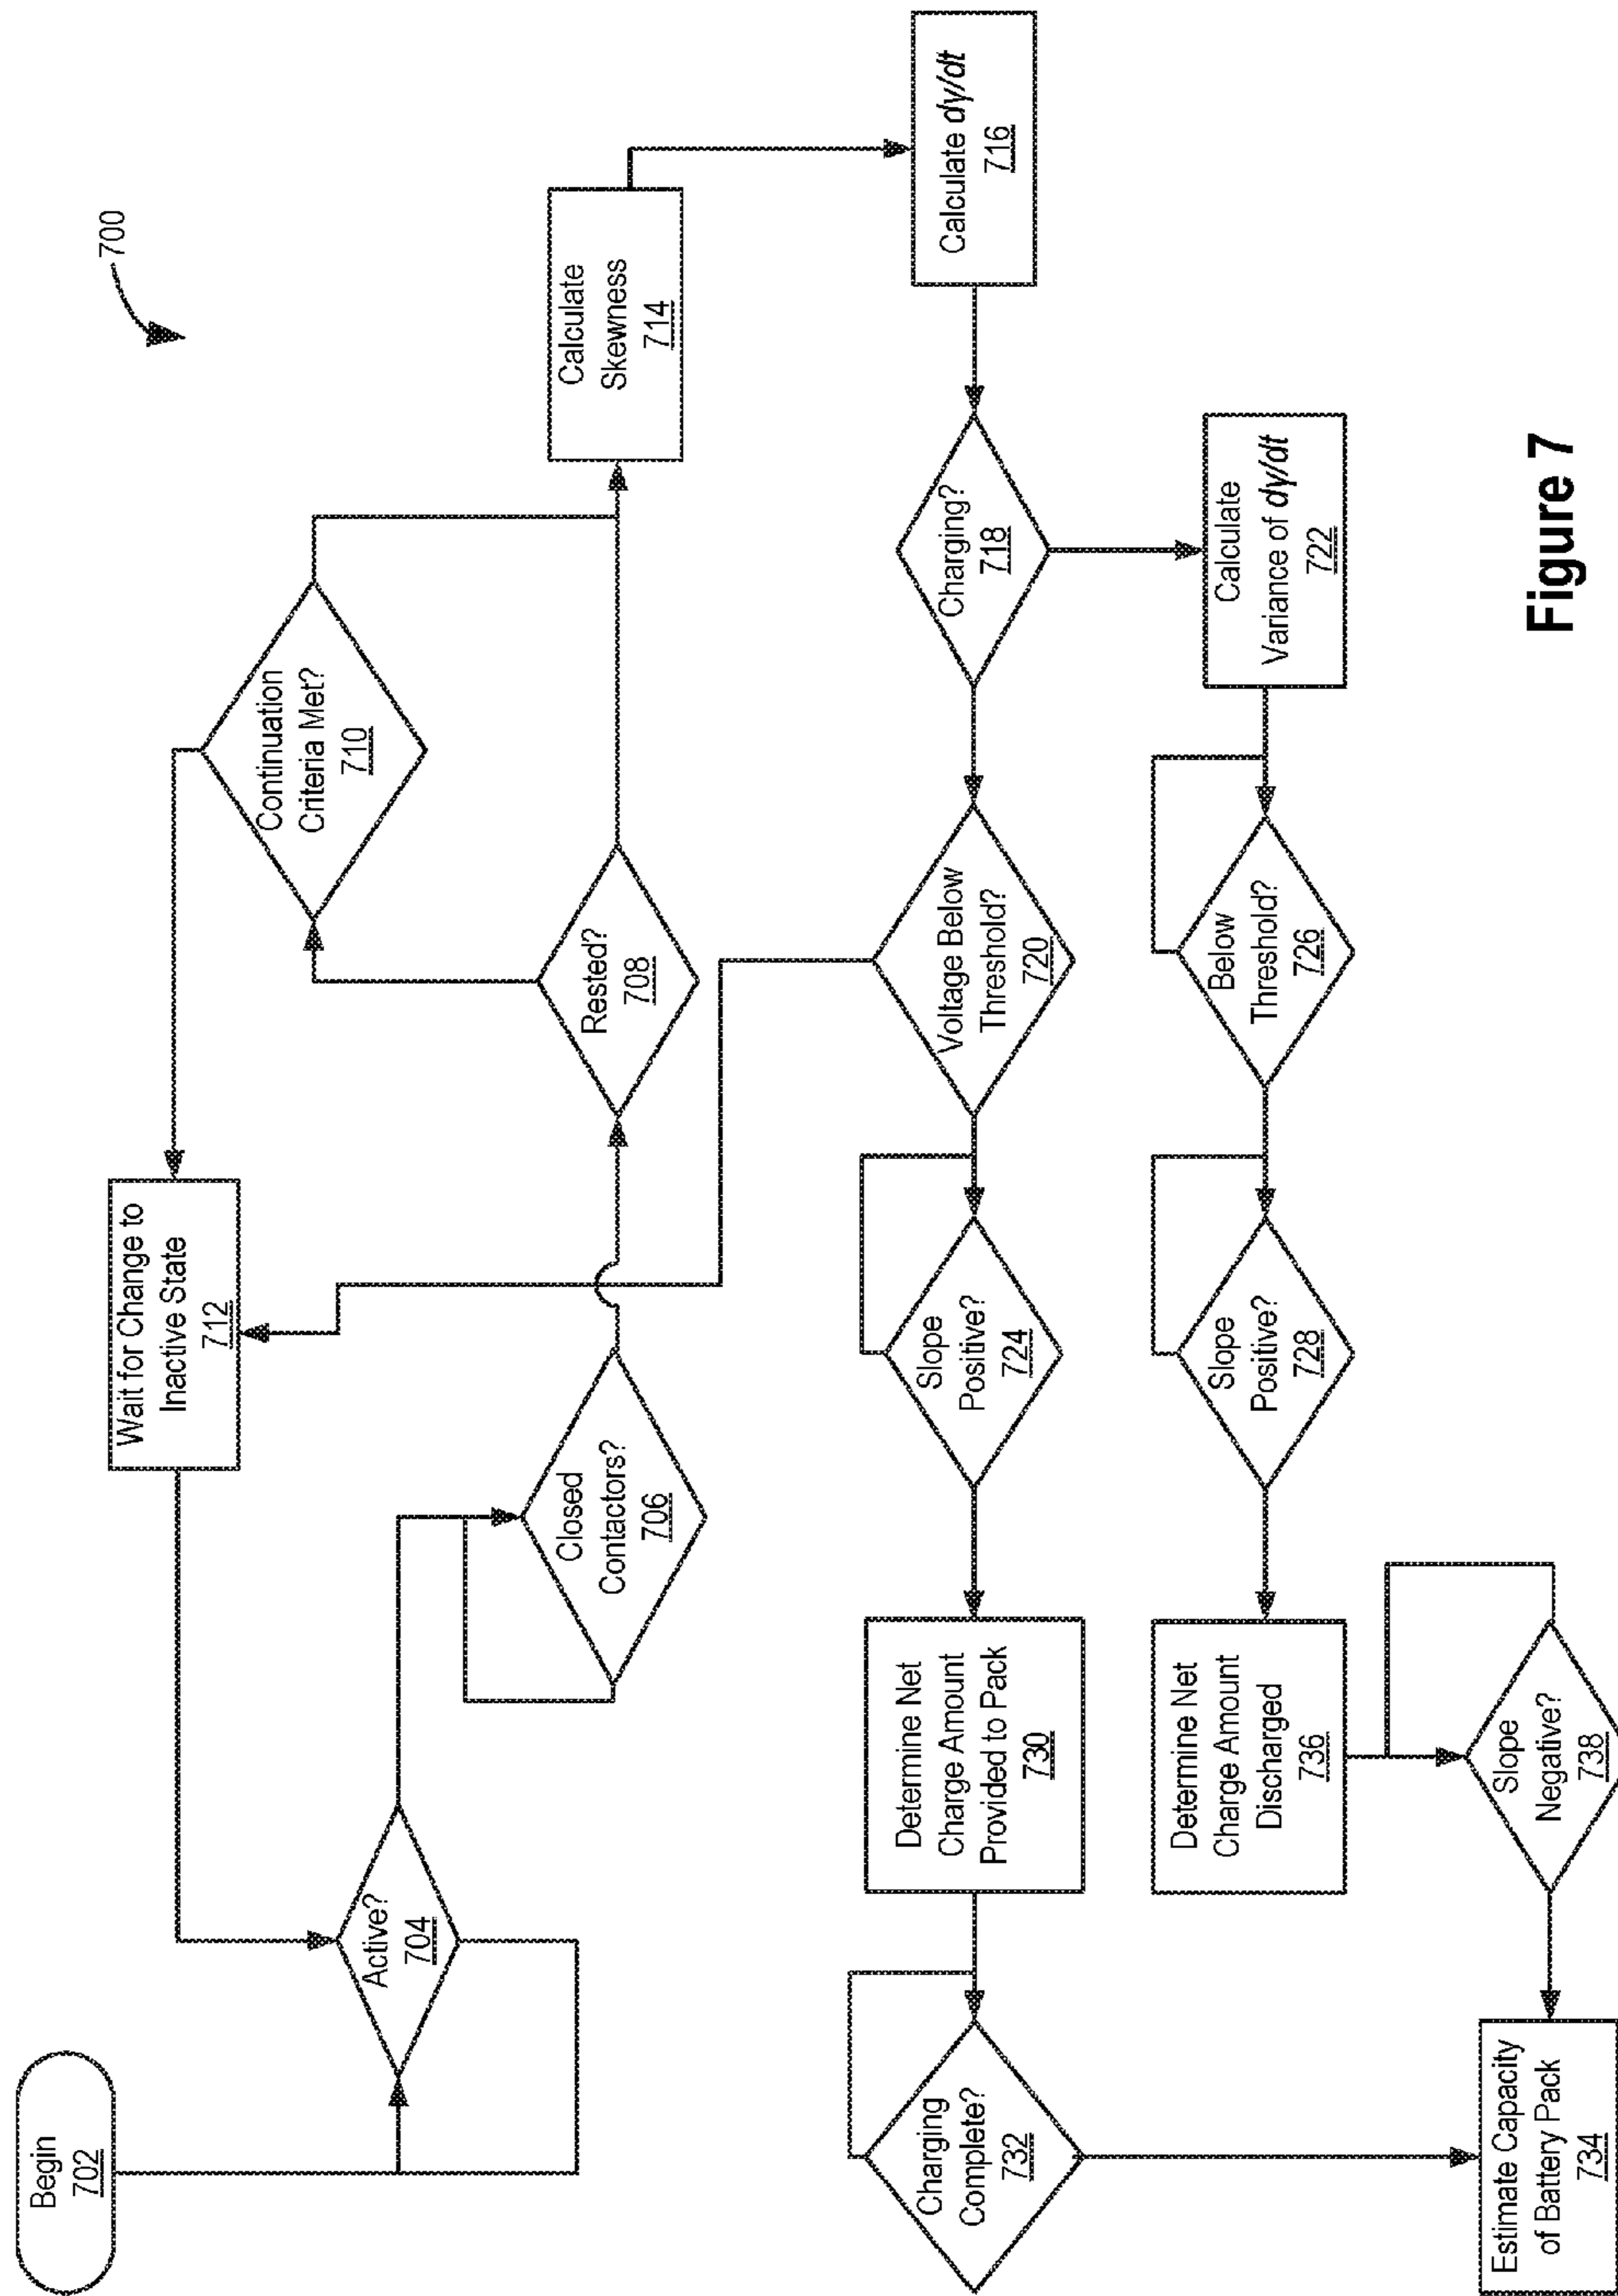 700
Begin
702
Active?
704
Closed
Contactors?
706
Rested?
708
Continuation
Criteria Met?
710
Wait for Change to
Inactive State
712
Calculate
Skewness
714
Calculate dy/dt
716
Charging?
718
Voltage Below
Threshold?
720
Calculate
Variance of dy/dt
722
Slope
Positive?
724
Below
Threshold?
726
Slope
Positive?
728
Determine Net
Charge Amount
Provided to Pack
730
Charging
Complete?
732
Estimate Capacity
of Battery Pack
734
Determine Net
Charge Amount
Discharged
736
Slope
Negative?
738
Figure 7